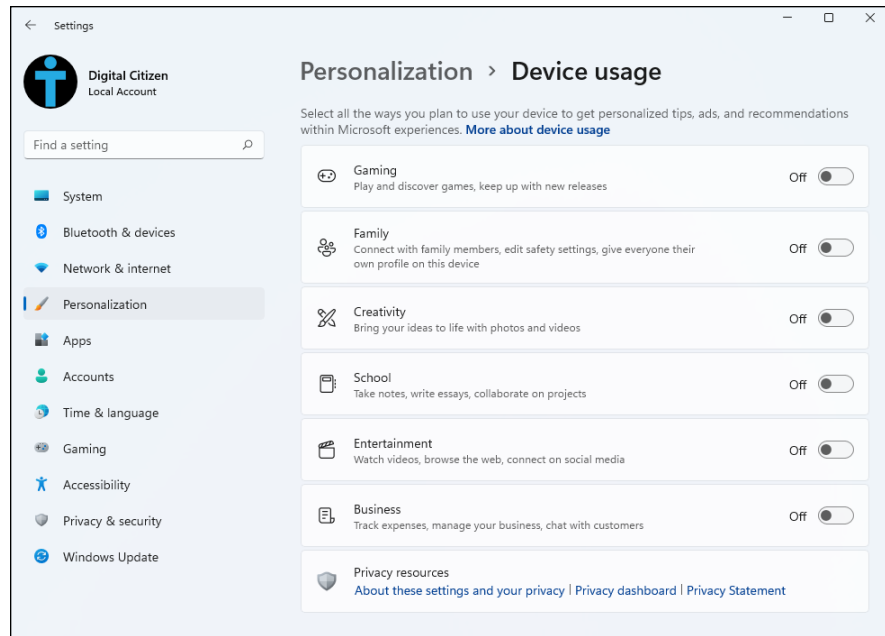 Settings
Digital Citizen
Local Account
Find a setting
System
Bluetooth & devices
Network & internet
Personalization
Apps
Accounts
Time & language
Gaming
Accessibility
Privacy & security
Windows Update
Personalization > Device usage
Select all the ways you plan to use your device to get personalized tips, ads, and recommendations
within Microsoft experiences. More about device usage
Gaming
Play and discover games, keep up with new releases
Off
Family
Connect with family members, edit safety settings, give everyone their
own profile on this device
Off
Creativity
Bring your ideas to life with photos and videos
Off
School
Take notes, write essays, collaborate on projects
Off
Entertainment
Watch videos, browse the web, connect on social media
Off
Business
Track expenses, manage your business, chat with customers
Off
Privacy resources
About these settings and your privacy | Privacy dashboard | Privacy Statement